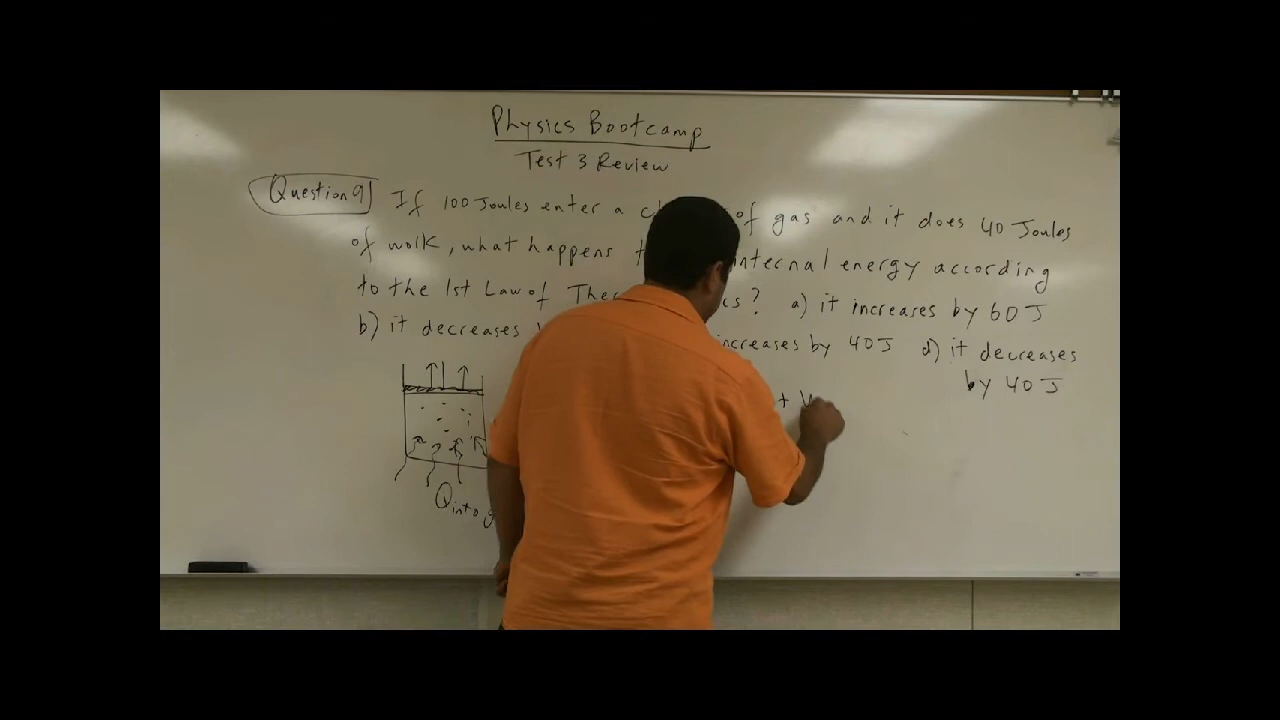 Physics Bootcamp
Test 3 Review
Question 9 If 100 Joules enter a of gas and it does 40 Joules
of work, what happens internal energy according
to the 1st Law of ? a) it increases by 60 J
b) it decreases increases by 40 J d) it decreases
by 40 J
+
Q into